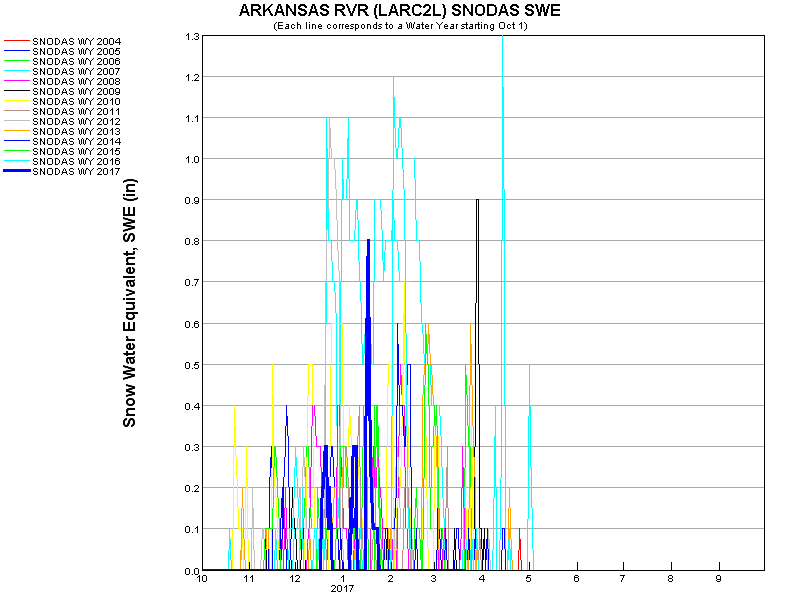 ARKANSAS RVR (LARC2L) SNODAS SWE
(Each line corresponds to a Water Year starting Oct 1)
SNODAS WY 2004
SNODAS WY 2005
SNODAS WY 2006
SNODAS WY 2007
SNODAS WY 2008
SNODAS WY 2009
SNODAS WY 2010
SNODAS WY 2011
SNODAS WY 2012
SNODAS WY 2013
SNODAS WY 2014
SNODAS WY 2015
SNODAS WY 2016
SNODAS WY 2017
Snow Water Equivalent, SWE (in)
1.3
1.2
1.1
1.0
0.9
0.8
0.7
0.6
0.5
0.4
0.3
0.2
0.1
0.0
10 11 12 1 2 3 4 5 6 7 8 9
2017